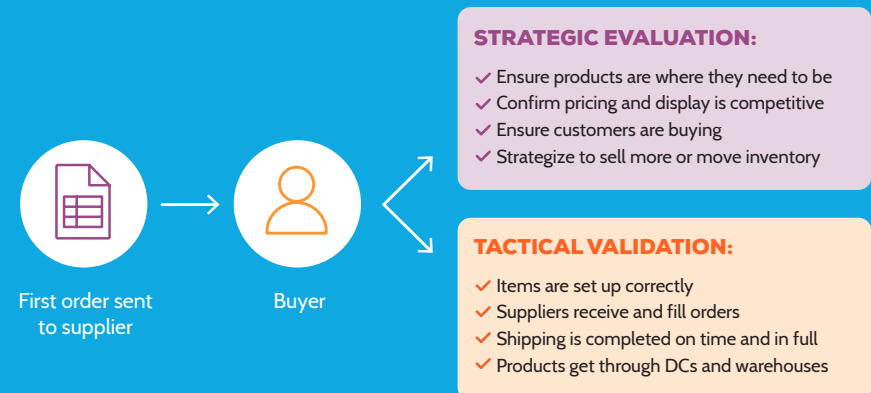 First order sent
to supplier
Buyer
STRATEGIC EVALUATION:
Ensure products are where they need to be
Confirm pricing and display is competitive
Ensure customers are buying
Strategize to sell more or move inventory
TACTICAL VALIDATION:
Items are set up correctly
Suppliers receive and fill orders
Shipping is completed on time and in full
Products get through DCs and warehouses